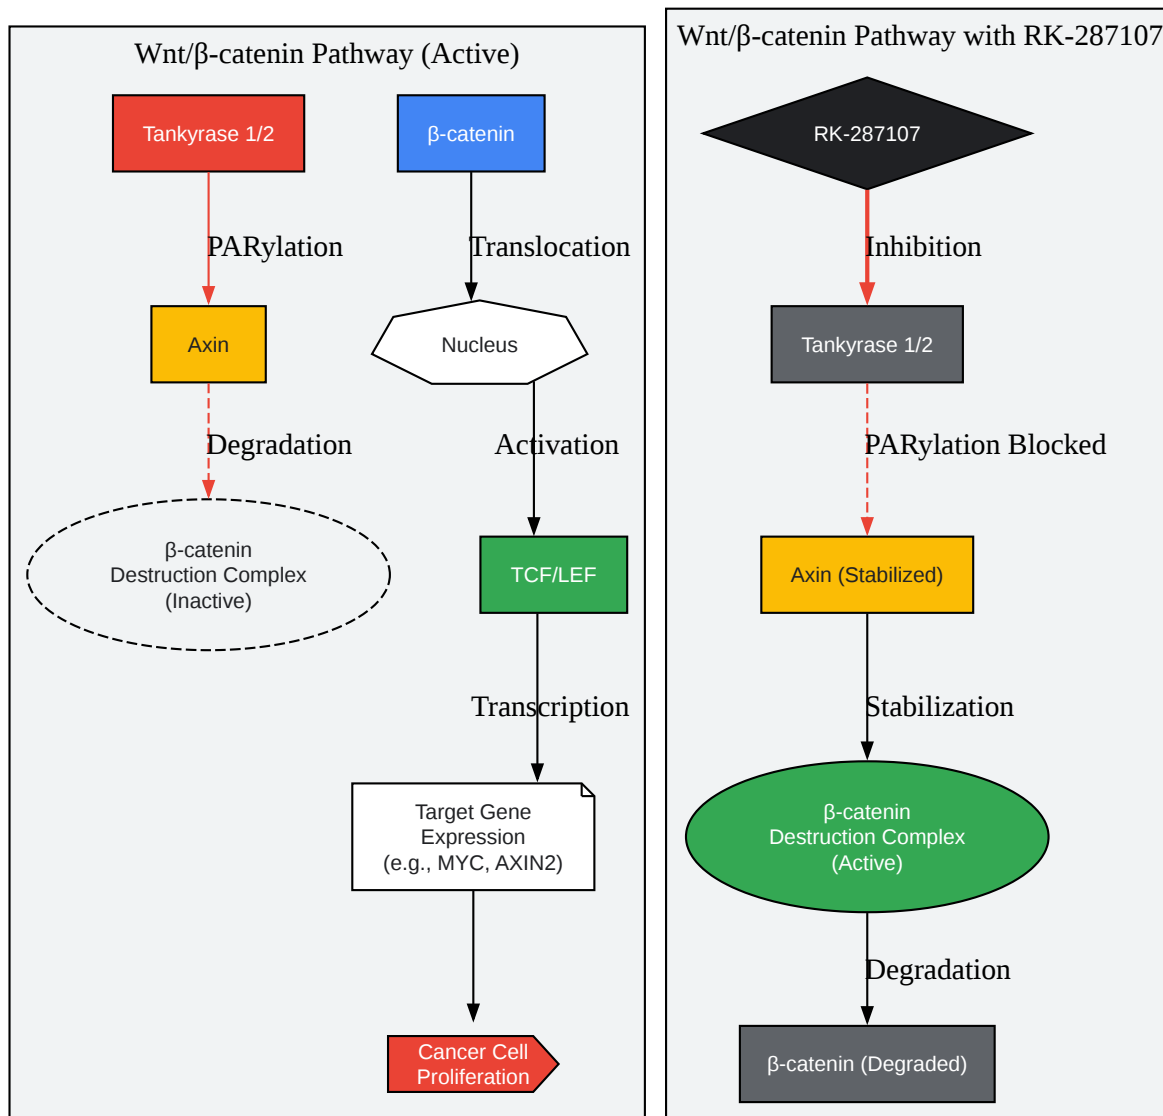 Wnt/β-catenin Pathway (Active)
Tankyrase 1/2
β-catenin
PARylation
Translocation
Axin
Nucleus
Degradation
Activation
β-catenin
Destruction Complex
(Inactive)
TCF/LEF
Transcription
Target Gene
Expression
(e.g., MYC, AXIN2)
Cancer Cell
Proliferation
Wnt/β-catenin Pathway with RK-287107
RK-287107
Inhibition
Tankyrase 1/2
PARylation Blocked
Axin (Stabilized)
Stabilization
β-catenin
Destruction Complex
(Active)
Degradation
β-catenin (Degraded)